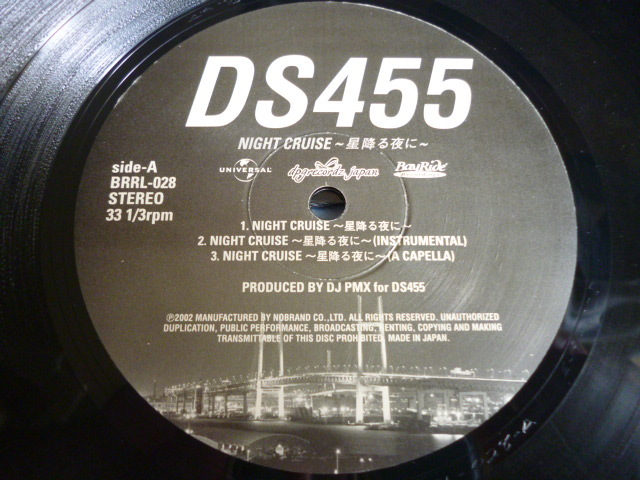 DS455
NIGHT CRUISE ~星降る夜に~
side-A
BRRL-028
STEREO
33 1/3rpm
UNIVERSAL
dpgrecordz japan
BayRide
1. NIGHT CRUISE ~星降る夜に~
2. NIGHT CRUISE ~星降る夜に~(INSTRUMENTAL)
3. NIGHT CRUISE ~星降る夜に~(A CAPELLA)
PRODUCED BY DJ PMX for DS455
℗2002 MANUFACTURED BY NDBRAND CO.,LTD. ALL RIGHTS RESERVED. UNAUTHORIZED
DUPLICATION, PUBLIC PERFORMANCE, BROADCASTING, RENTING, COPYING AND MAKING
TRANSMITTABLE OF THIS DISC PROHIBITED. MADE IN JAPAN.